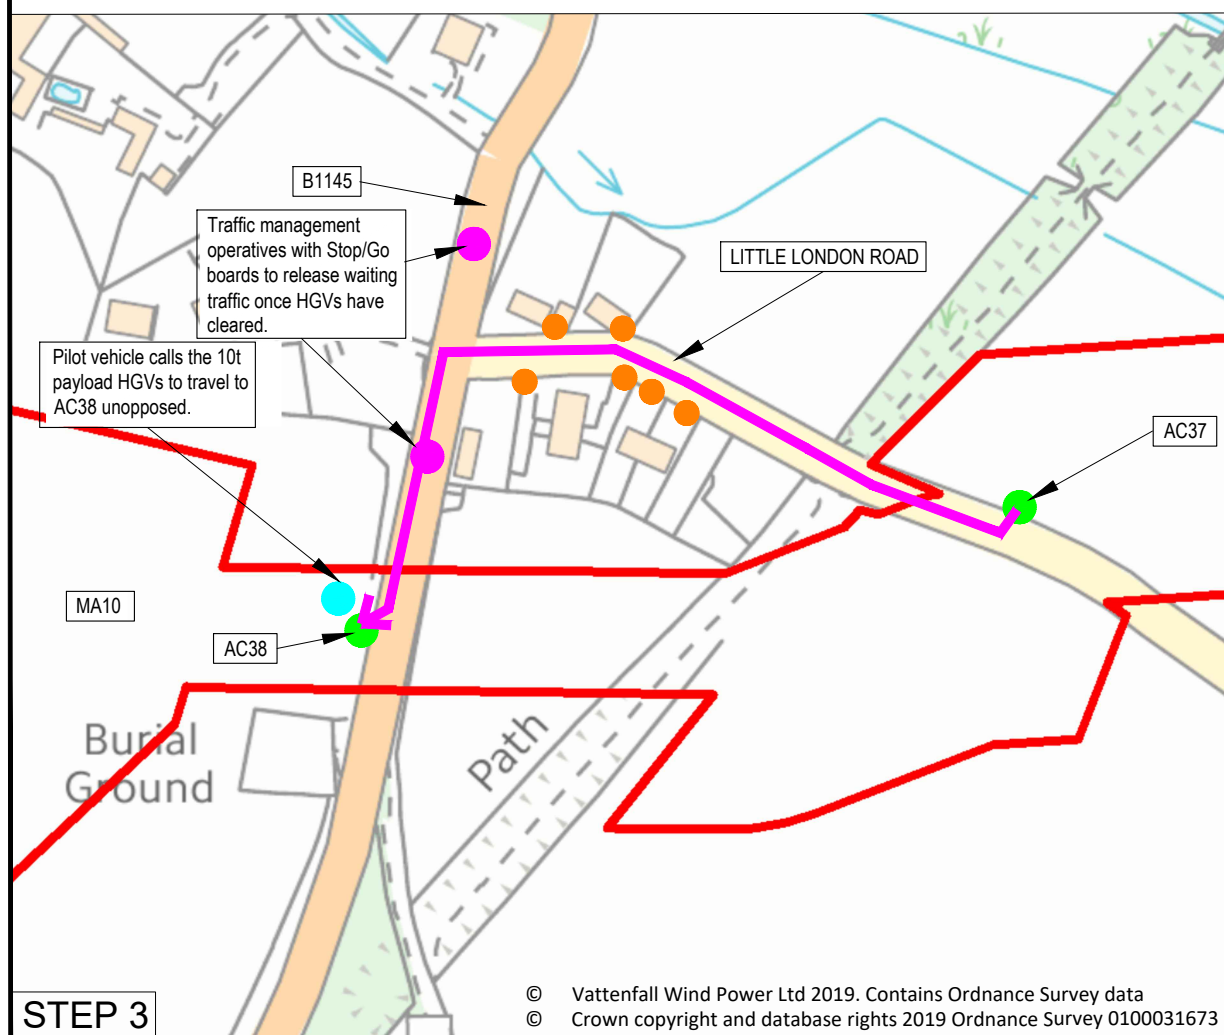 B1145
Traffic management
operatives with Stop/Go
boards to release waiting
traffic once HGVs have
cleared.
LITTLE LONDON ROAD
Pilot vehicle calls the 10t
payload HGVs to travel to
AC38 unopposed.
AC37
MA10
AC38
Burial
Ground
Path
STEP 3
© Vattenfall Wind Power Ltd 2019. Contains Ordnance Survey data
© Crown copyright and database rights 2019 Ordnance Survey 0100031673